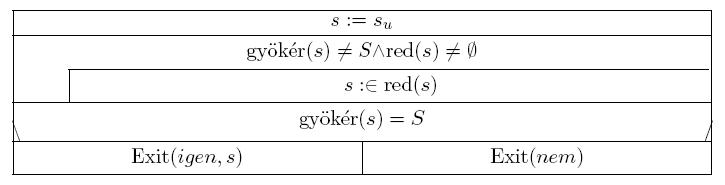 s := s_u
gyökér(s) ≠ S∧red(s) ≠ ∅
s :∈ red(s)
gyökér(s) = S
Exit(igen, s)
Exit(nem)